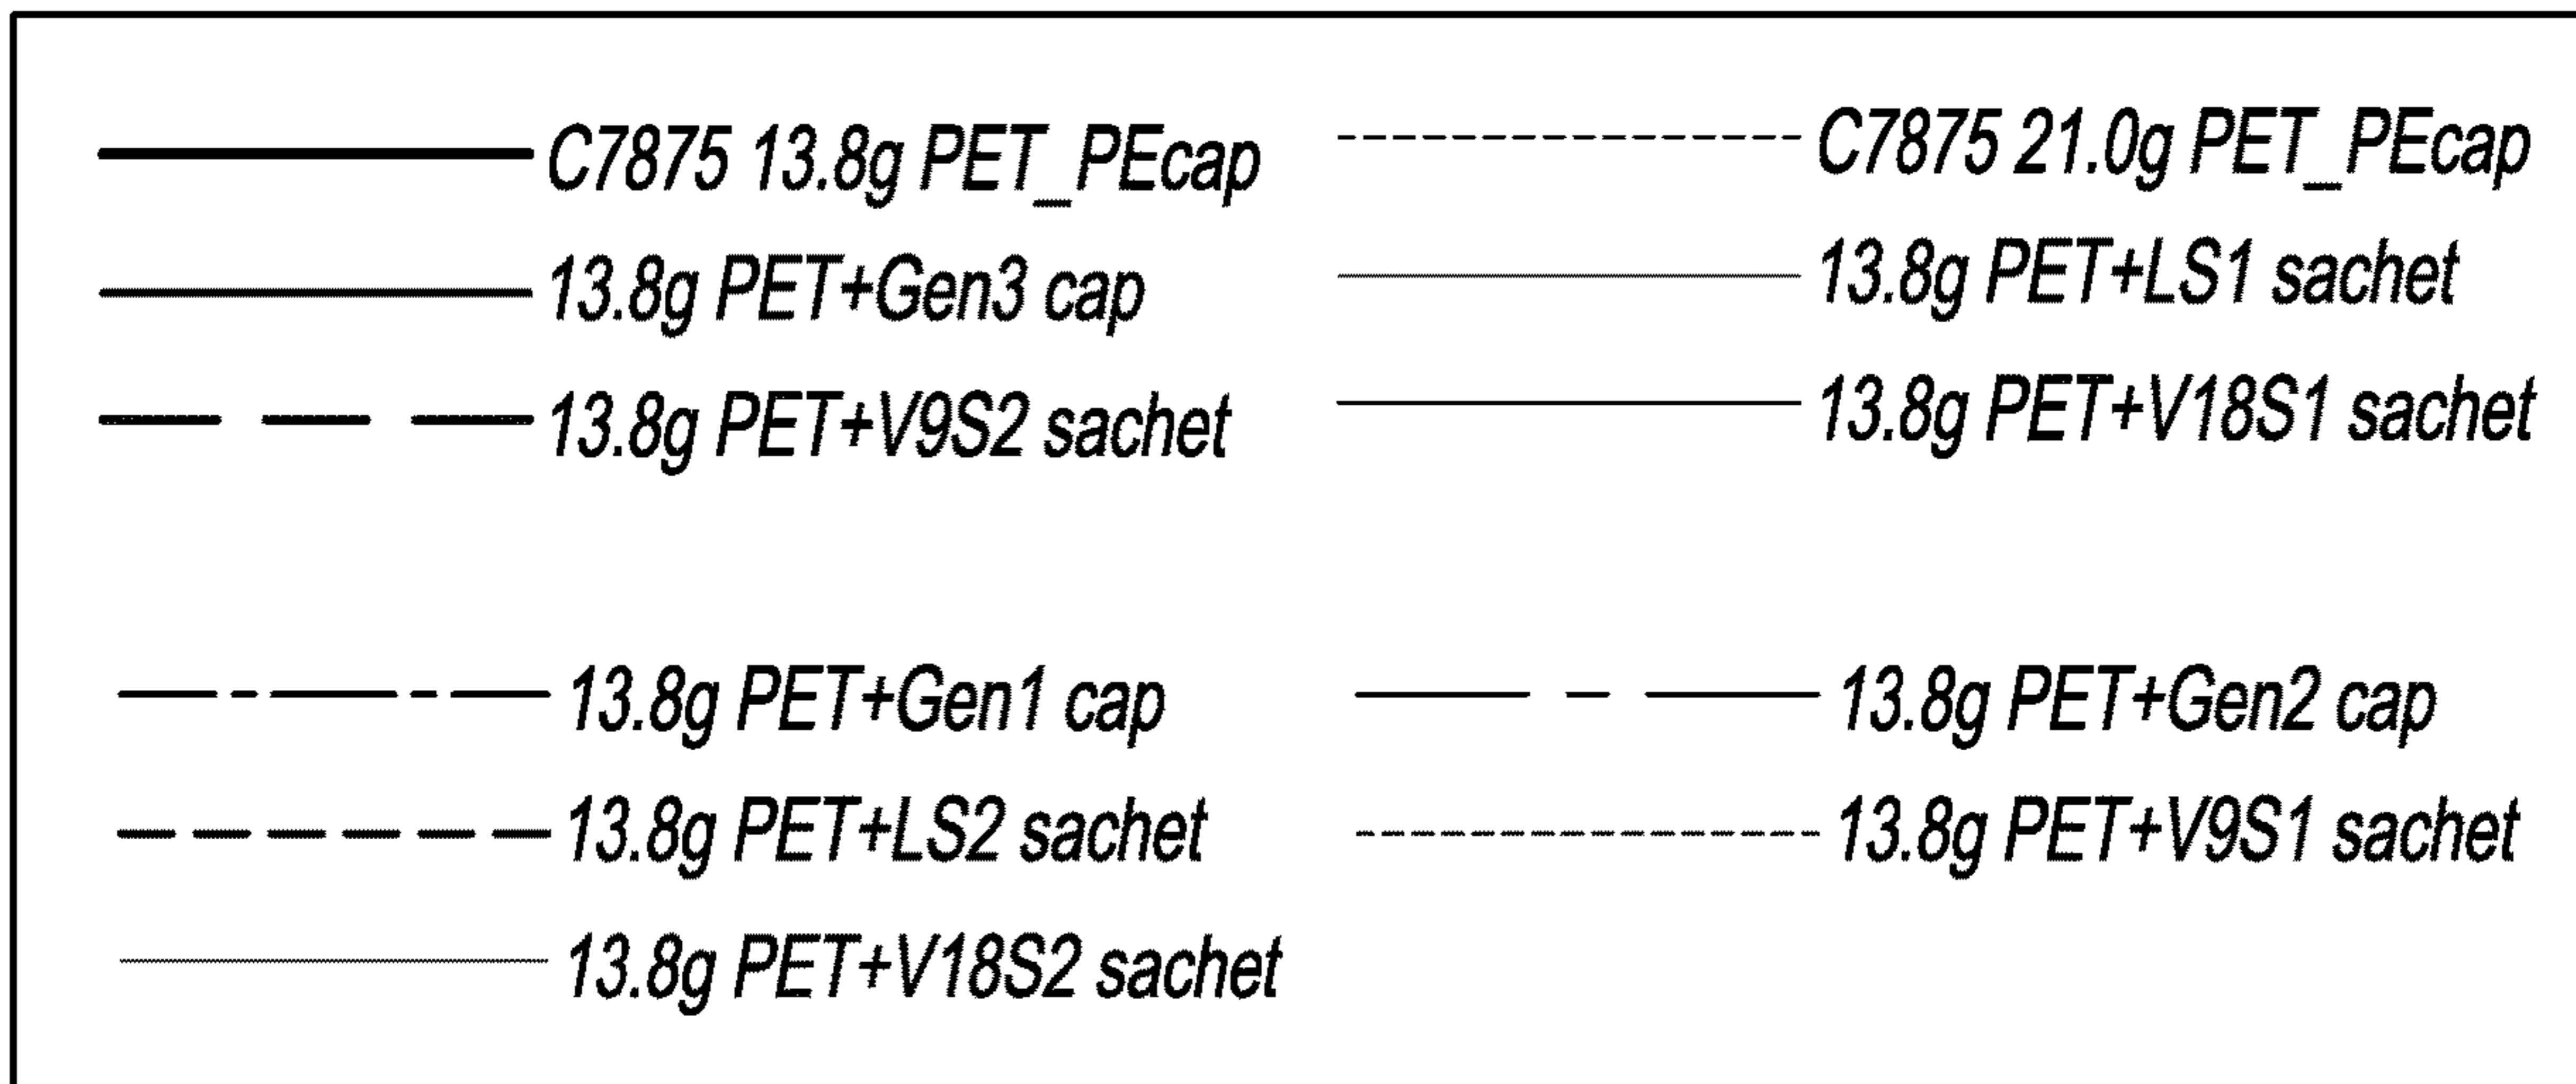 C7875 13.8g PET_PEcap
C7875 21.0g PET_PEcap
13.8g PET+Gen3 cap
13.8g PET+LS1 sachet
13.8g PET+V9S2 sachet
13.8g PET+V18S1 sachet
13.8g PET+Gen1 cap
13.8g PET+Gen2 cap
13.8g PET+LS2 sachet
13.8g PET+V9S1 sachet
13.8g PET+V18S2 sachet